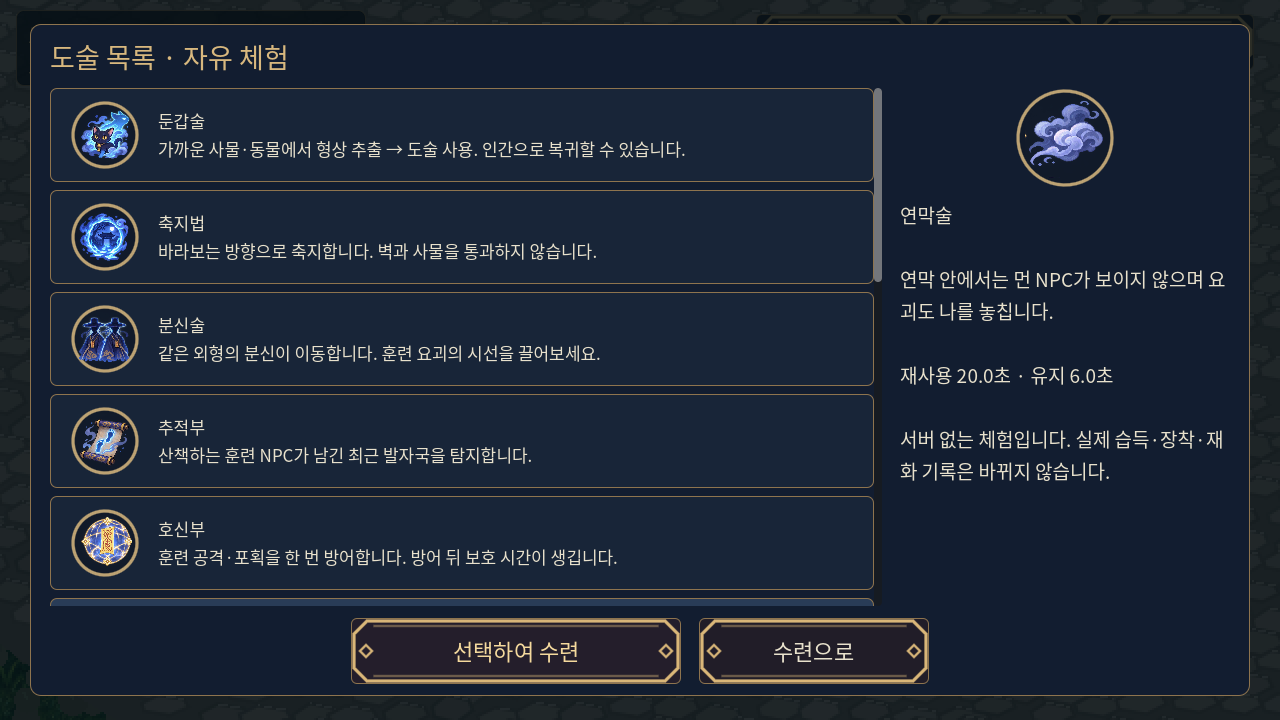 도술 목록 · 자유 체험
둔갑술
가까운 사물·동물에서 형상 추출 → 도술 사용. 인간으로 복귀할 수 있습니다.
축지법
바라보는 방향으로 축지합니다. 벽과 사물을 통과하지 않습니다.
분신술
같은 외형의 분신이 이동합니다. 훈련 요괴의 시선을 끌어보세요.
추적부
산책하는 훈련 NPC가 남긴 최근 발자국을 탐지합니다.
호신부
훈련 공격·포획을 한 번 방어합니다. 방어 뒤 보호 시간이 생깁니다.
연막술
연막 안에서는 먼 NPC가 보이지 않으며 요
괴도 나를 놓칩니다.
재사용 20.0초 · 유지 6.0초
서버 없는 체험입니다. 실제 습득·장착·재
화 기록은 바뀌지 않습니다.
선택하여 수련
수련으로